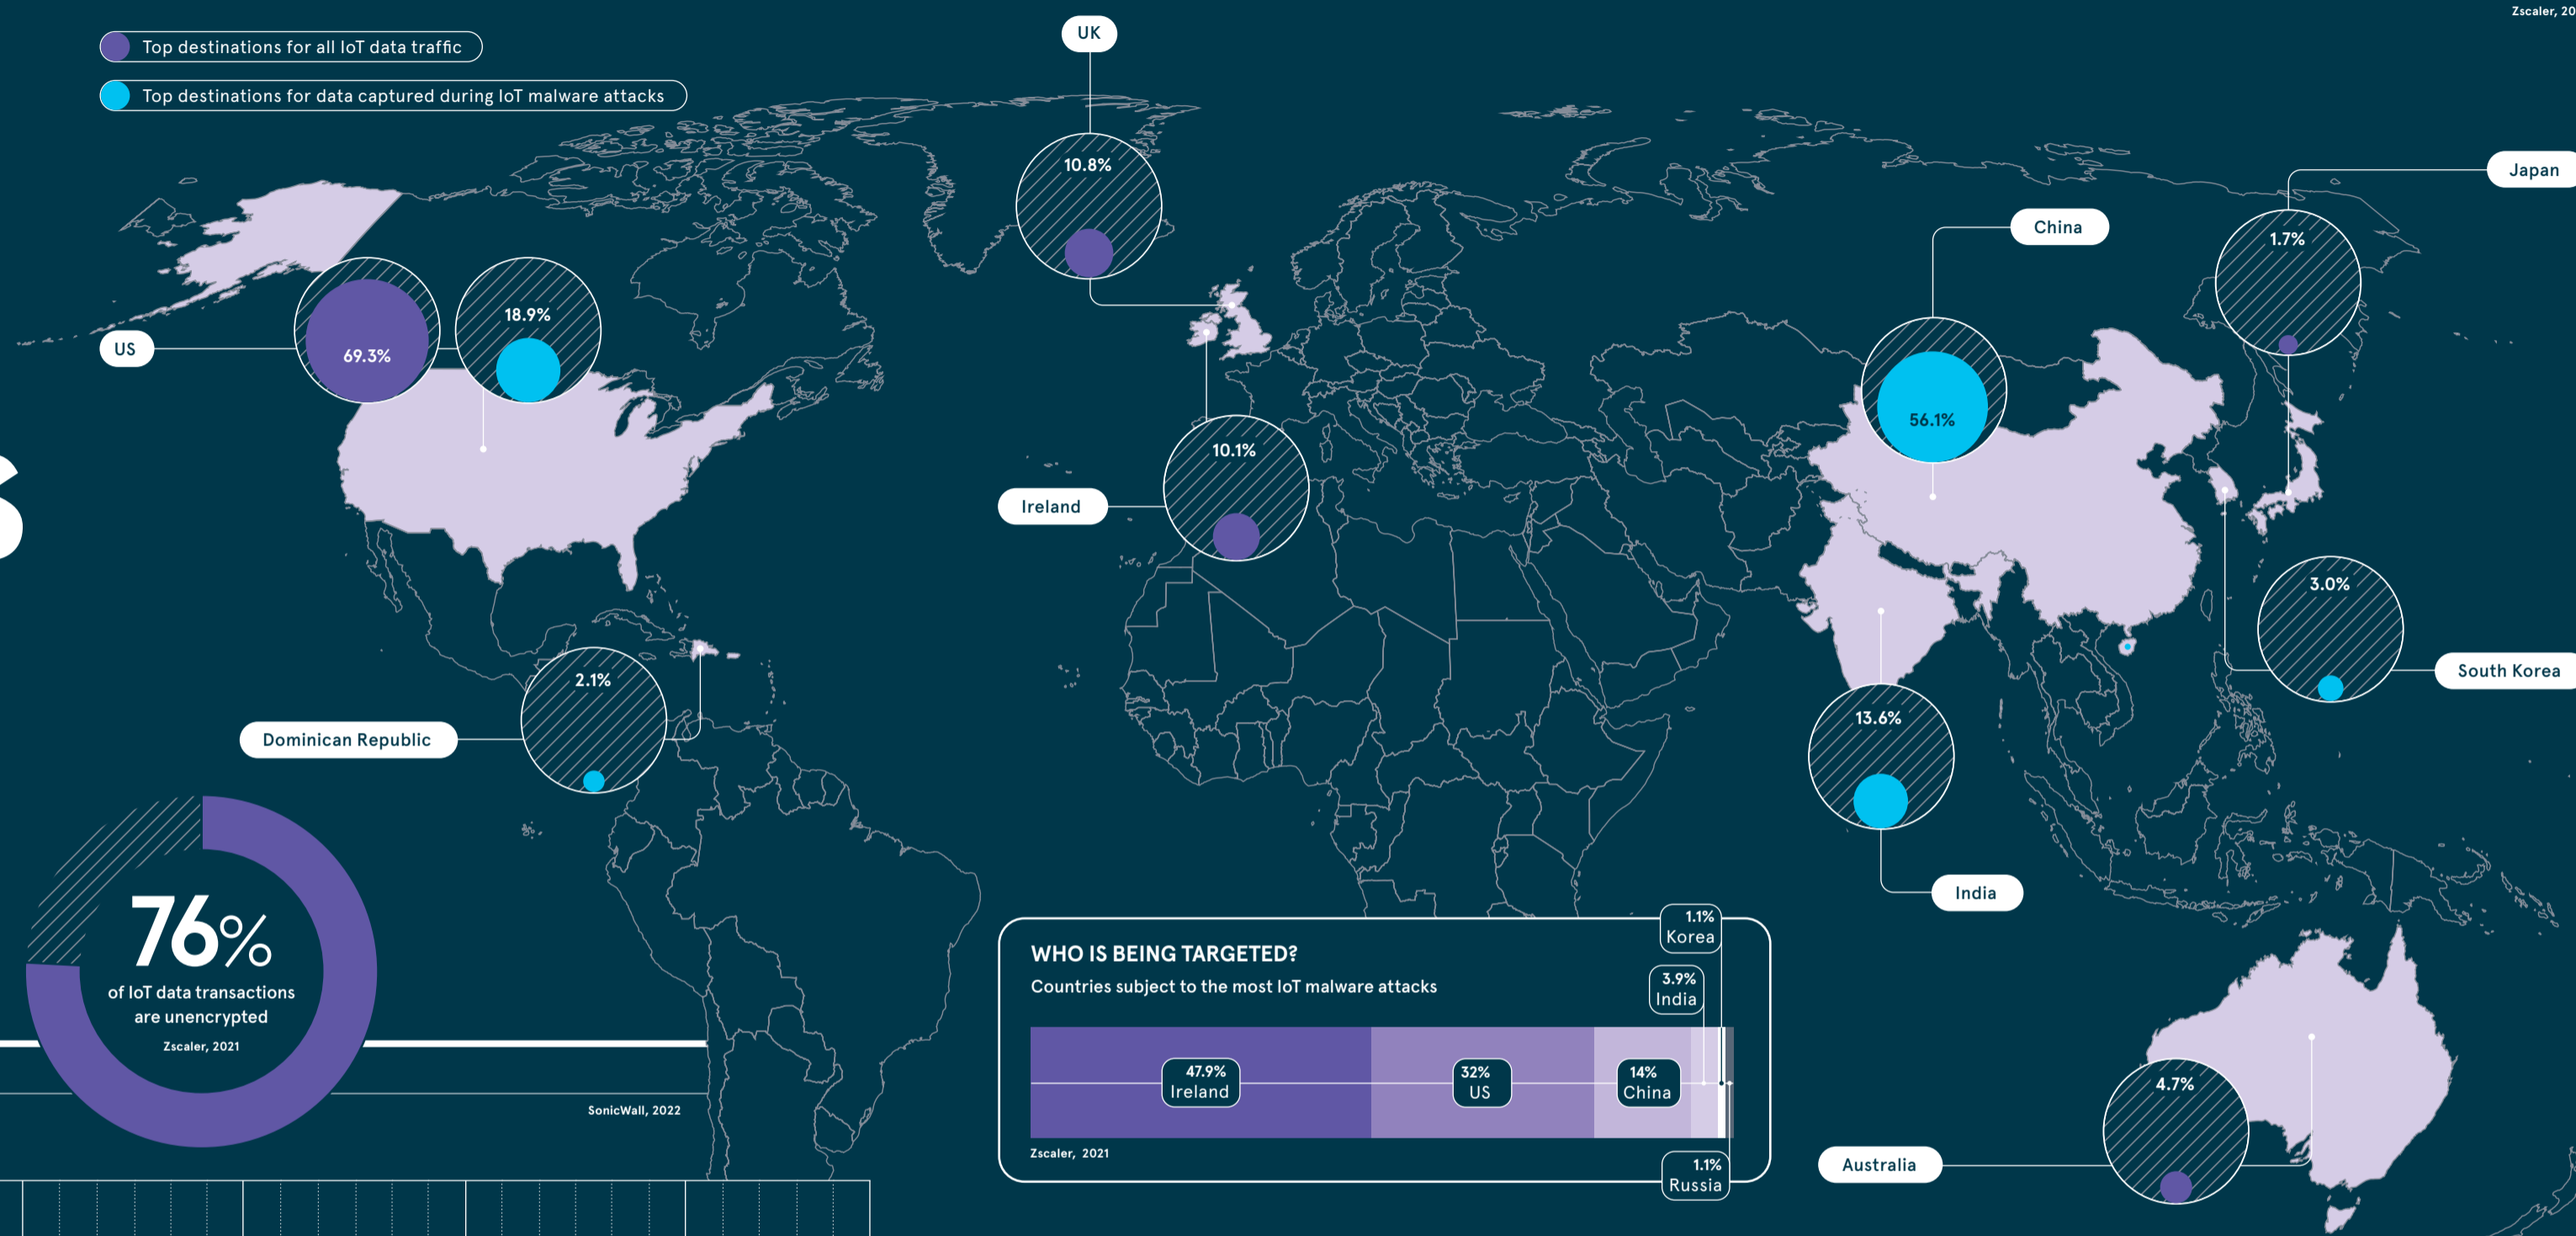 Zscaler, 20
Top destinations for all IoT data traffic
Top destinations for data captured during IoT malware attacks
UK
10.8%
Japan
1.7%
China
56.1%
US
69.3%
18.9%
Ireland
10.1%
South Korea
3.0%
Dominican Republic
2.1%
India
13.6%
76%
of IoT data transactions
are unencrypted
Zscaler, 2021
SonicWall, 2022
WHO IS BEING TARGETED?
Countries subject to the most IoT malware attacks
47.9%
Ireland
32%
US
14%
China
3.9%
India
1.1%
Korea
1.1%
Russia
Zscaler, 2021
Australia
4.7%